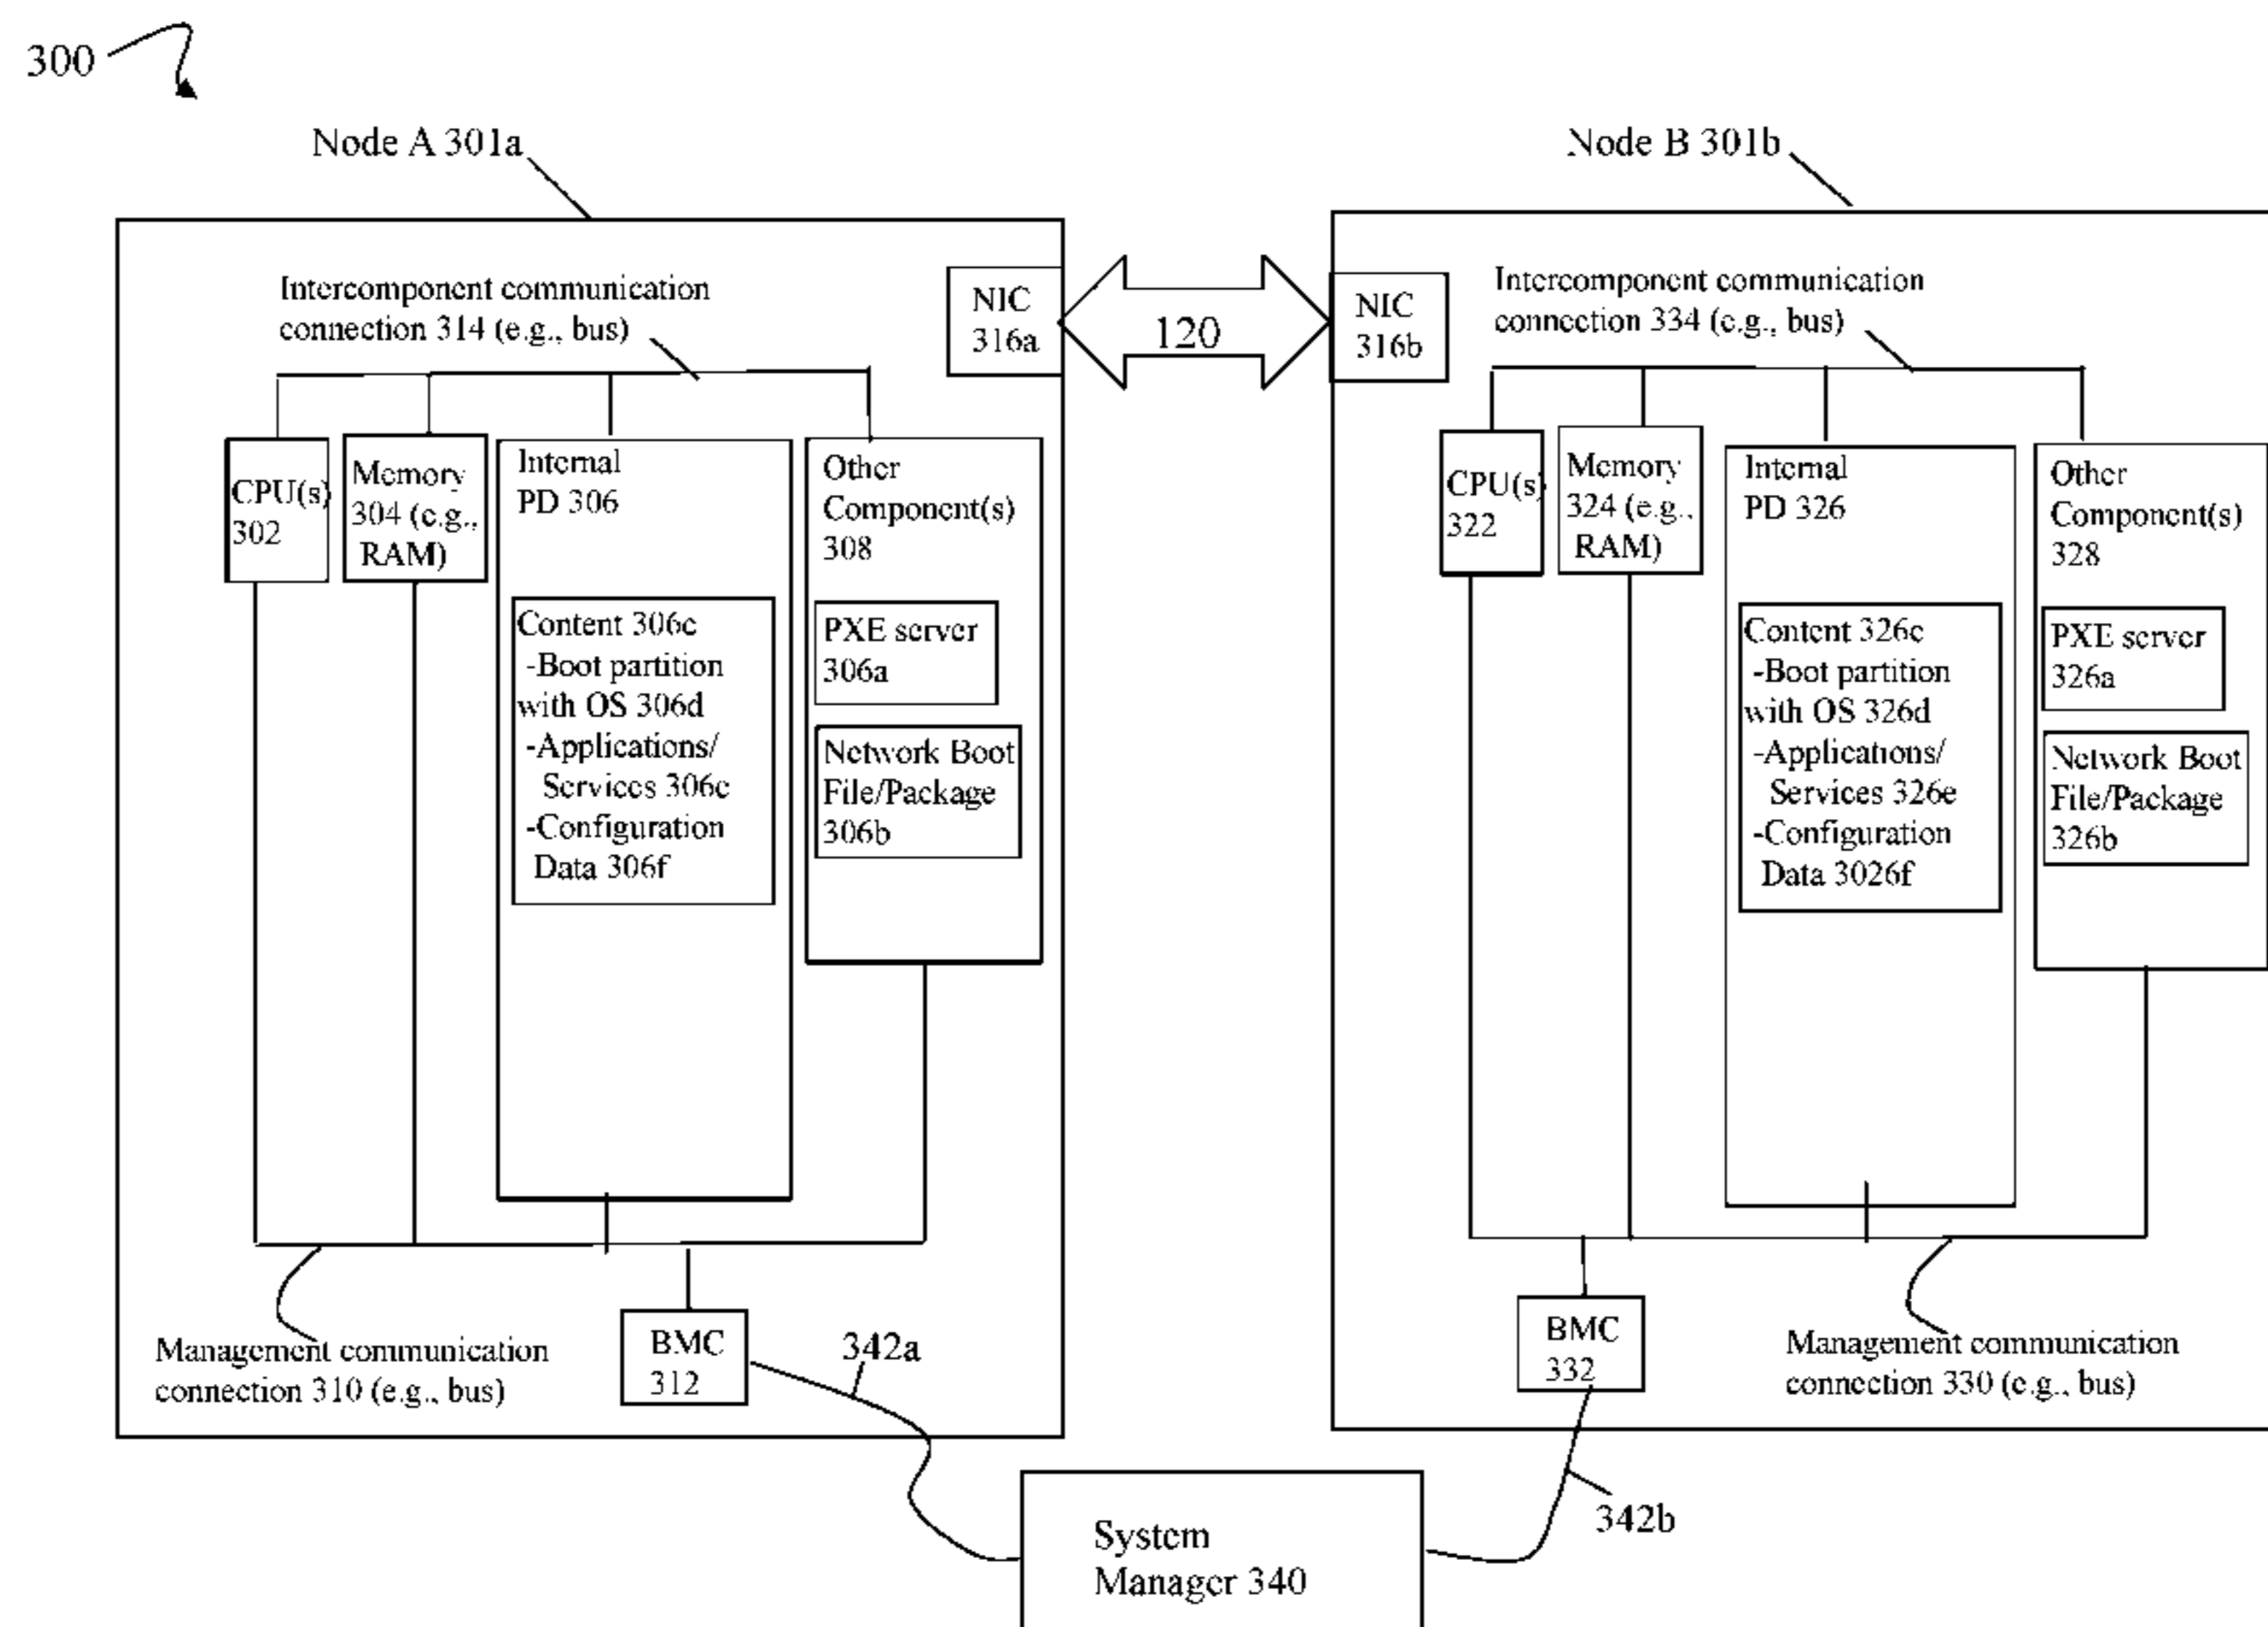 300
Node A 301a
Node B 301b
Intercomponent communication
connection 314 (e.g., bus)
NIC
316a
120
NIC
316b
Intercomponent communication
connection 334 (e.g., bus)
CPU(s)
302
Memory
304 (e.g.,
RAM)
Internal
PD 306
Other
Component(s)
308
Content 306c
-Boot partition
with OS 306d
-Applications/
Services 306e
-Configuration
Data 306f
PXE server
306a
Network Boot
File/Package
306b
CPU(s)
322
Memory
324 (e.g.,
RAM)
Internal
PD 326
Other
Component(s)
328
Content 326c
-Boot partition
with OS 326d
-Applications/
Services 326e
-Configuration
Data 3026f
PXE server
326a
Network Boot
File/Package
326b
Management communication
connection 310 (e.g., bus)
BMC
312
342a
BMC
332
Management communication
connection 330 (e.g., bus)
342b
System
Manager 340